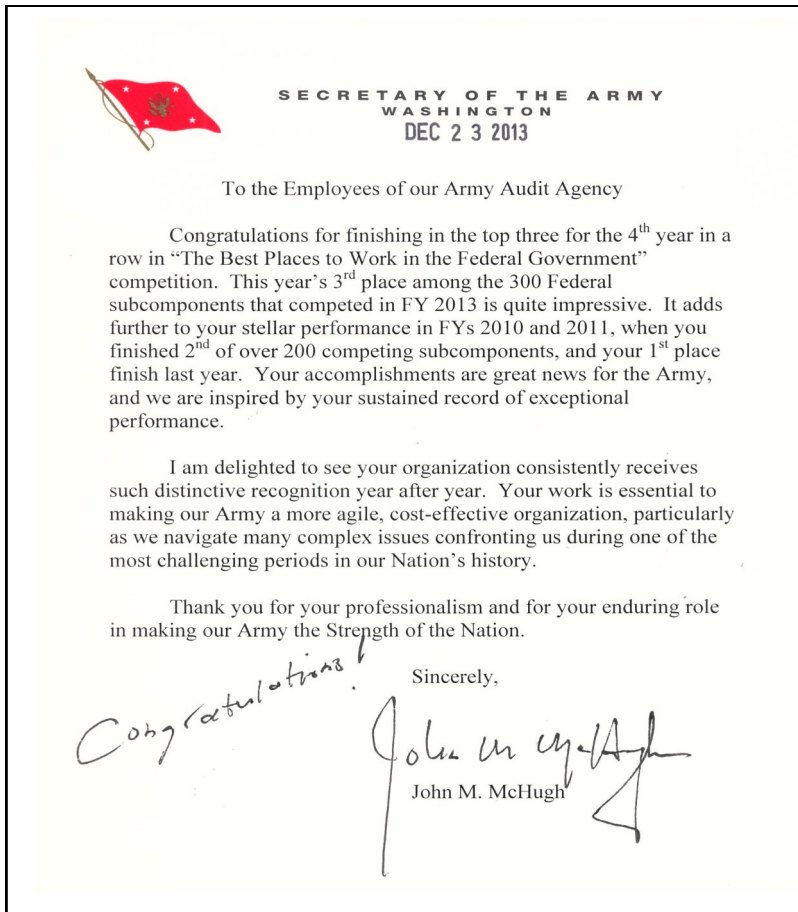 SECRETARY OF THE ARMY
WASHINGTON
DEC 2 3 2013
To the Employees of our Army Audit Agency
Congratulations for finishing in the top three for the 4th year in a
row in “The Best Places to Work in the Federal Government”
competition. This year’s 3rd place among the 300 Federal
subcomponents that competed in FY 2013 is quite impressive. It adds
further to your stellar performance in FYs 2010 and 2011, when you
finished 2nd of over 200 competing subcomponents, and your 1st place
finish last year. Your accomplishments are great news for the Army,
and we are inspired by your sustained record of exceptional
performance.
I am delighted to see your organization consistently receives
such distinctive recognition year after year. Your work is essential to
making our Army a more agile, cost-effective organization, particularly
as we navigate many complex issues confronting us during one of the
most challenging periods in our Nation’s history.
Thank you for your professionalism and for your enduring role
in making our Army the Strength of the Nation.
Congratulations!
Sincerely,
John M McHugh
John M. McHugh